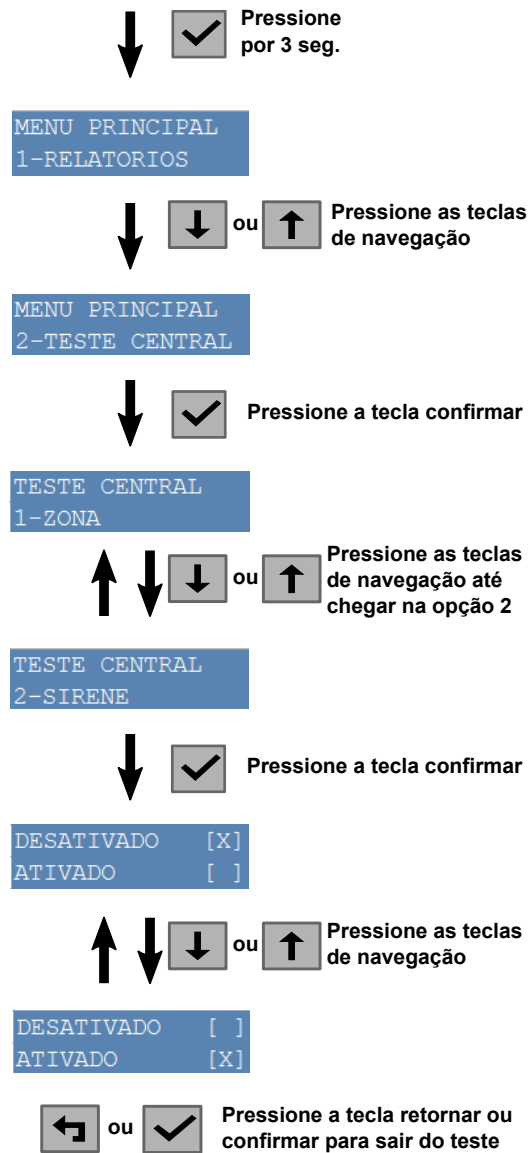 Pressione
por 3 seg.
MENU PRINCIPAL
1-RELATORIOS
ou
Pressione as teclas
de navegação
MENU PRINCIPAL
2-TESTE CENTRAL
Pressione a tecla confirmar
TESTE CENTRAL
1-ZONA
ou
Pressione as teclas
de navegação até
chegar na opção 2
TESTE CENTRAL
2-SIRENE
Pressione a tecla confirmar
DESATIVADO [X]
ATIVADO [ ]
ou
Pressione as teclas
de navegação
DESATIVADO [ ]
ATIVADO [X]
ou
Pressione a tecla retornar ou
confirmar para sair do teste